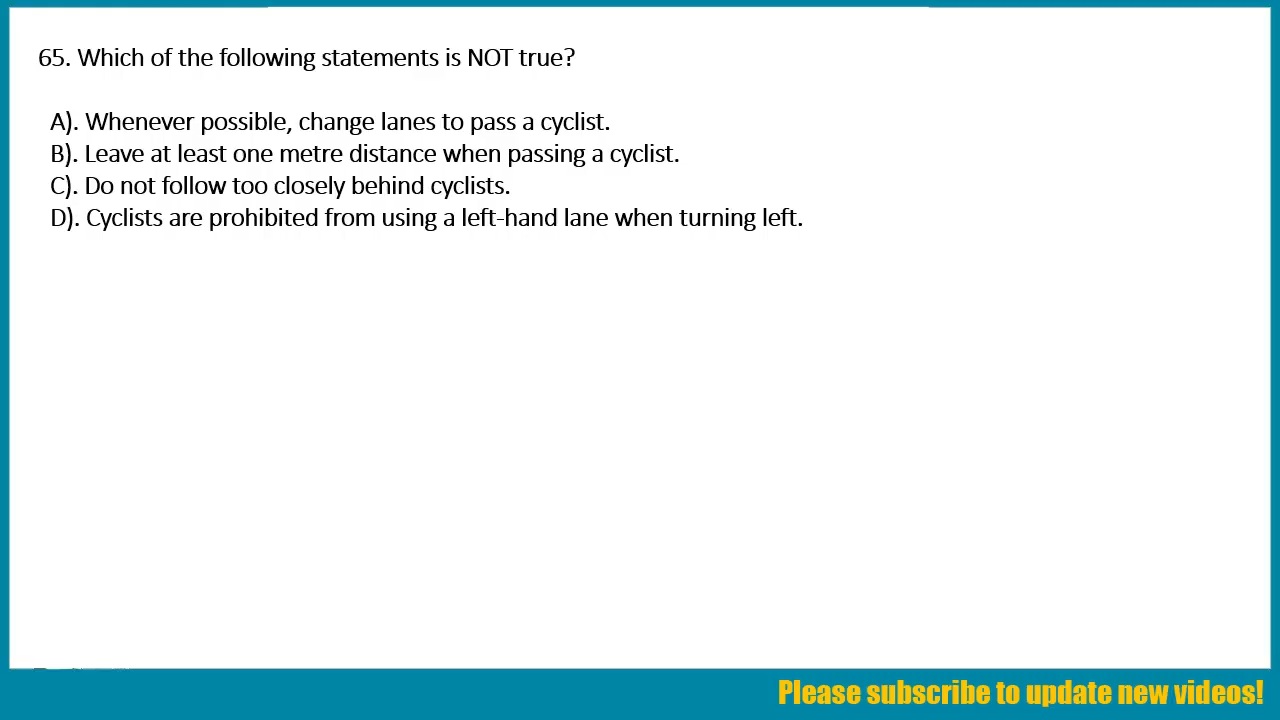 65. Which of the following statements is NOT true?
A). Whenever possible, change lanes to pass a cyclist.
B). Leave at least one metre distance when passing a cyclist.
C). Do not follow too closely behind cyclists.
D). Cyclists are prohibited from using a left-hand lane when turning left.
Please subscribe to update new videos!